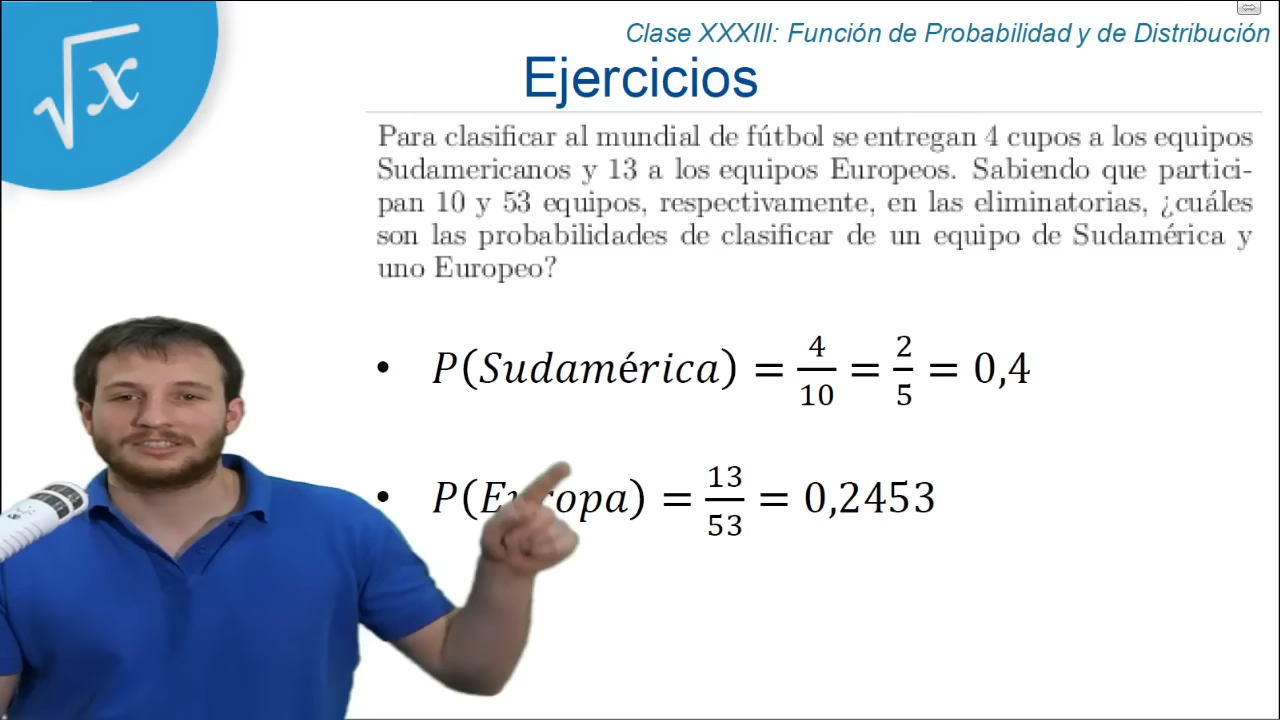 √x
Clase XXXIII: Función de Probabilidad y de Distribución
Ejercicios
Para clasificar al mundial de fútbol se entregan 4 cupos a los equipos
Sudamericanos y 13 a los equipos Europeos. Sabiendo que partici-
pan 10 y 53 equipos, respectivamente, en las eliminatorias, ¿cuáles
son las probabilidades de clasificar de un equipo de Sudamérica y
uno Europeo?
• P(Sudamérica) = 4/10 = 2/5 = 0,4
• P(Europa) = 13/53 = 0,2453